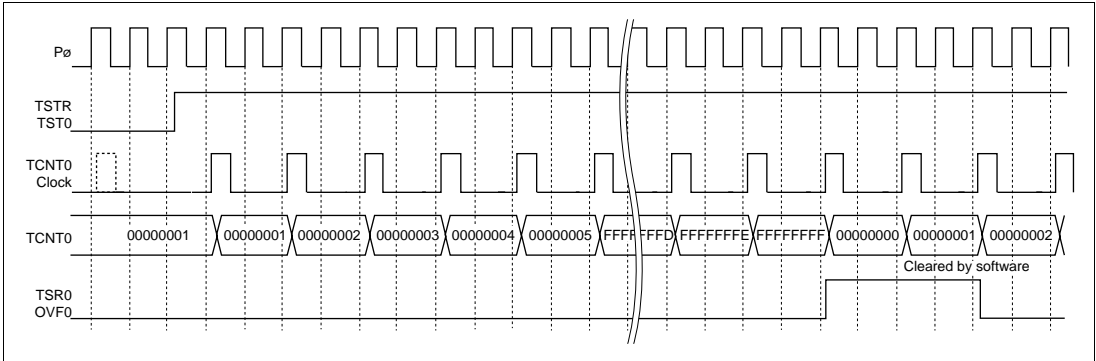 Pø
TSTR
TST0
TCNT0
Clock
TCNT0 00000001 00000001 00000002 00000003 00000004 00000005 FFFFFFFD FFFFFFFE FFFFFFFF 00000000 00000001 00000002
Cleared by software
TSR0
OVF0